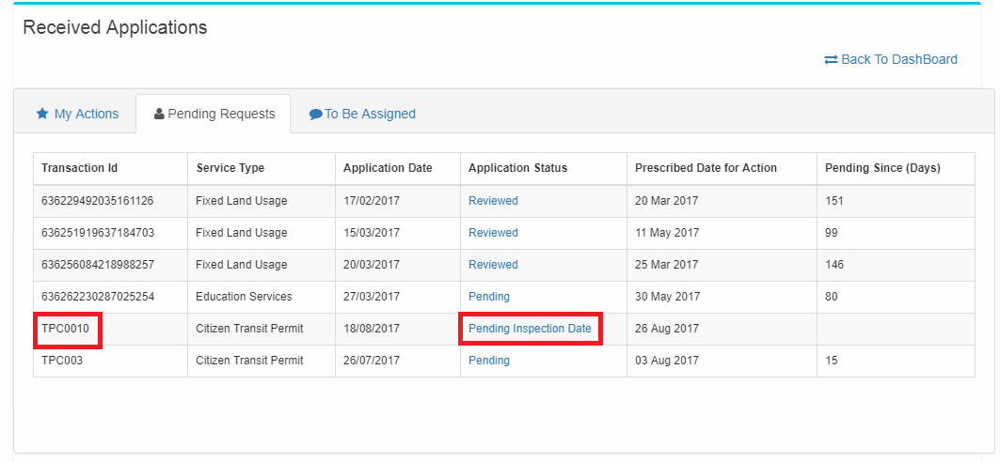 Received Applications
Back To DashBoard
My Actions Pending Requests To Be Assigned
Transaction Id Service Type Application Date Application Status Prescribed Date for Action Pending Since (Days)
636229492035161126 Fixed Land Usage 17/02/2017 Reviewed 20 Mar 2017 151
636251919637184703 Fixed Land Usage 15/03/2017 Reviewed 11 May 2017 99
636256084218988257 Fixed Land Usage 20/03/2017 Reviewed 25 Mar 2017 146
636262230287025254 Education Services 27/03/2017 Pending 30 May 2017 80
TPC0010 Citizen Transit Permit 18/08/2017 Pending Inspection Date 26 Aug 2017
TPC003 Citizen Transit Permit 26/07/2017 Pending 03 Aug 2017 15